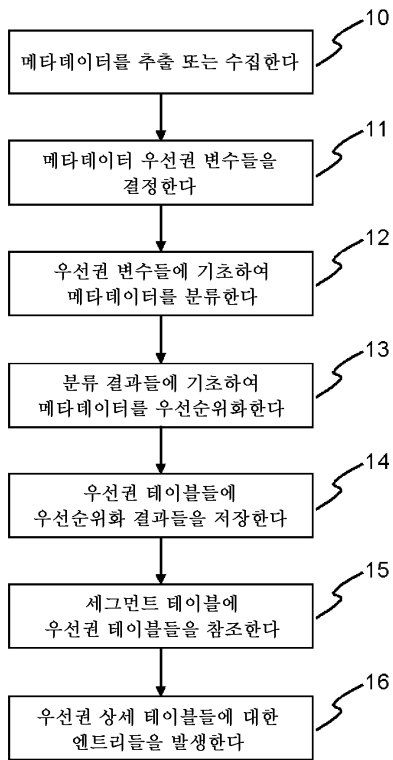 10
메타데이터를 추출 또는 수집한다
11
메타데이터 우선권 변수들을
결정한다
12
우선권 변수들에 기초하여
메타데이터를 분류한다
13
분류 결과들에 기초하여
메타데이터를 우선순위화한다
14
우선권 테이블들에
우선순위화 결과들을 저장한다
15
세그먼트 테이블에
우선권 테이블들을 참조한다
16
우선권 상세 테이블들에 대한
엔트리들을 발생한다